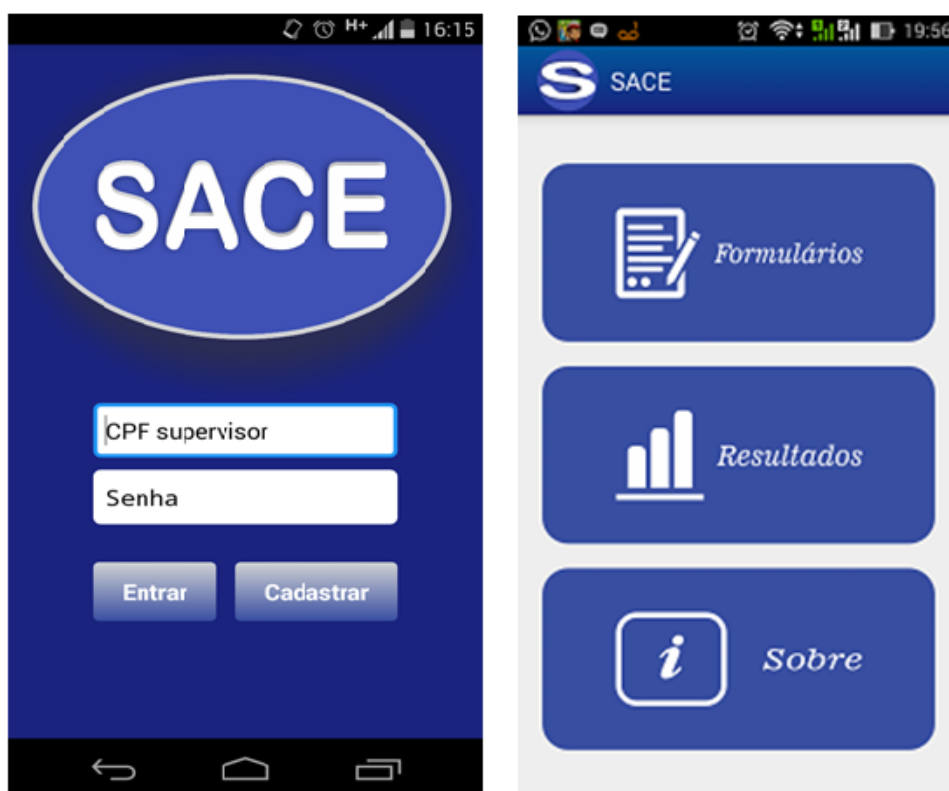 H+ 16:15
SACE
CPF supervisor
Senha
Entrar Cadastrar
19:56
S SACE
Formulários
Resultados
i Sobre